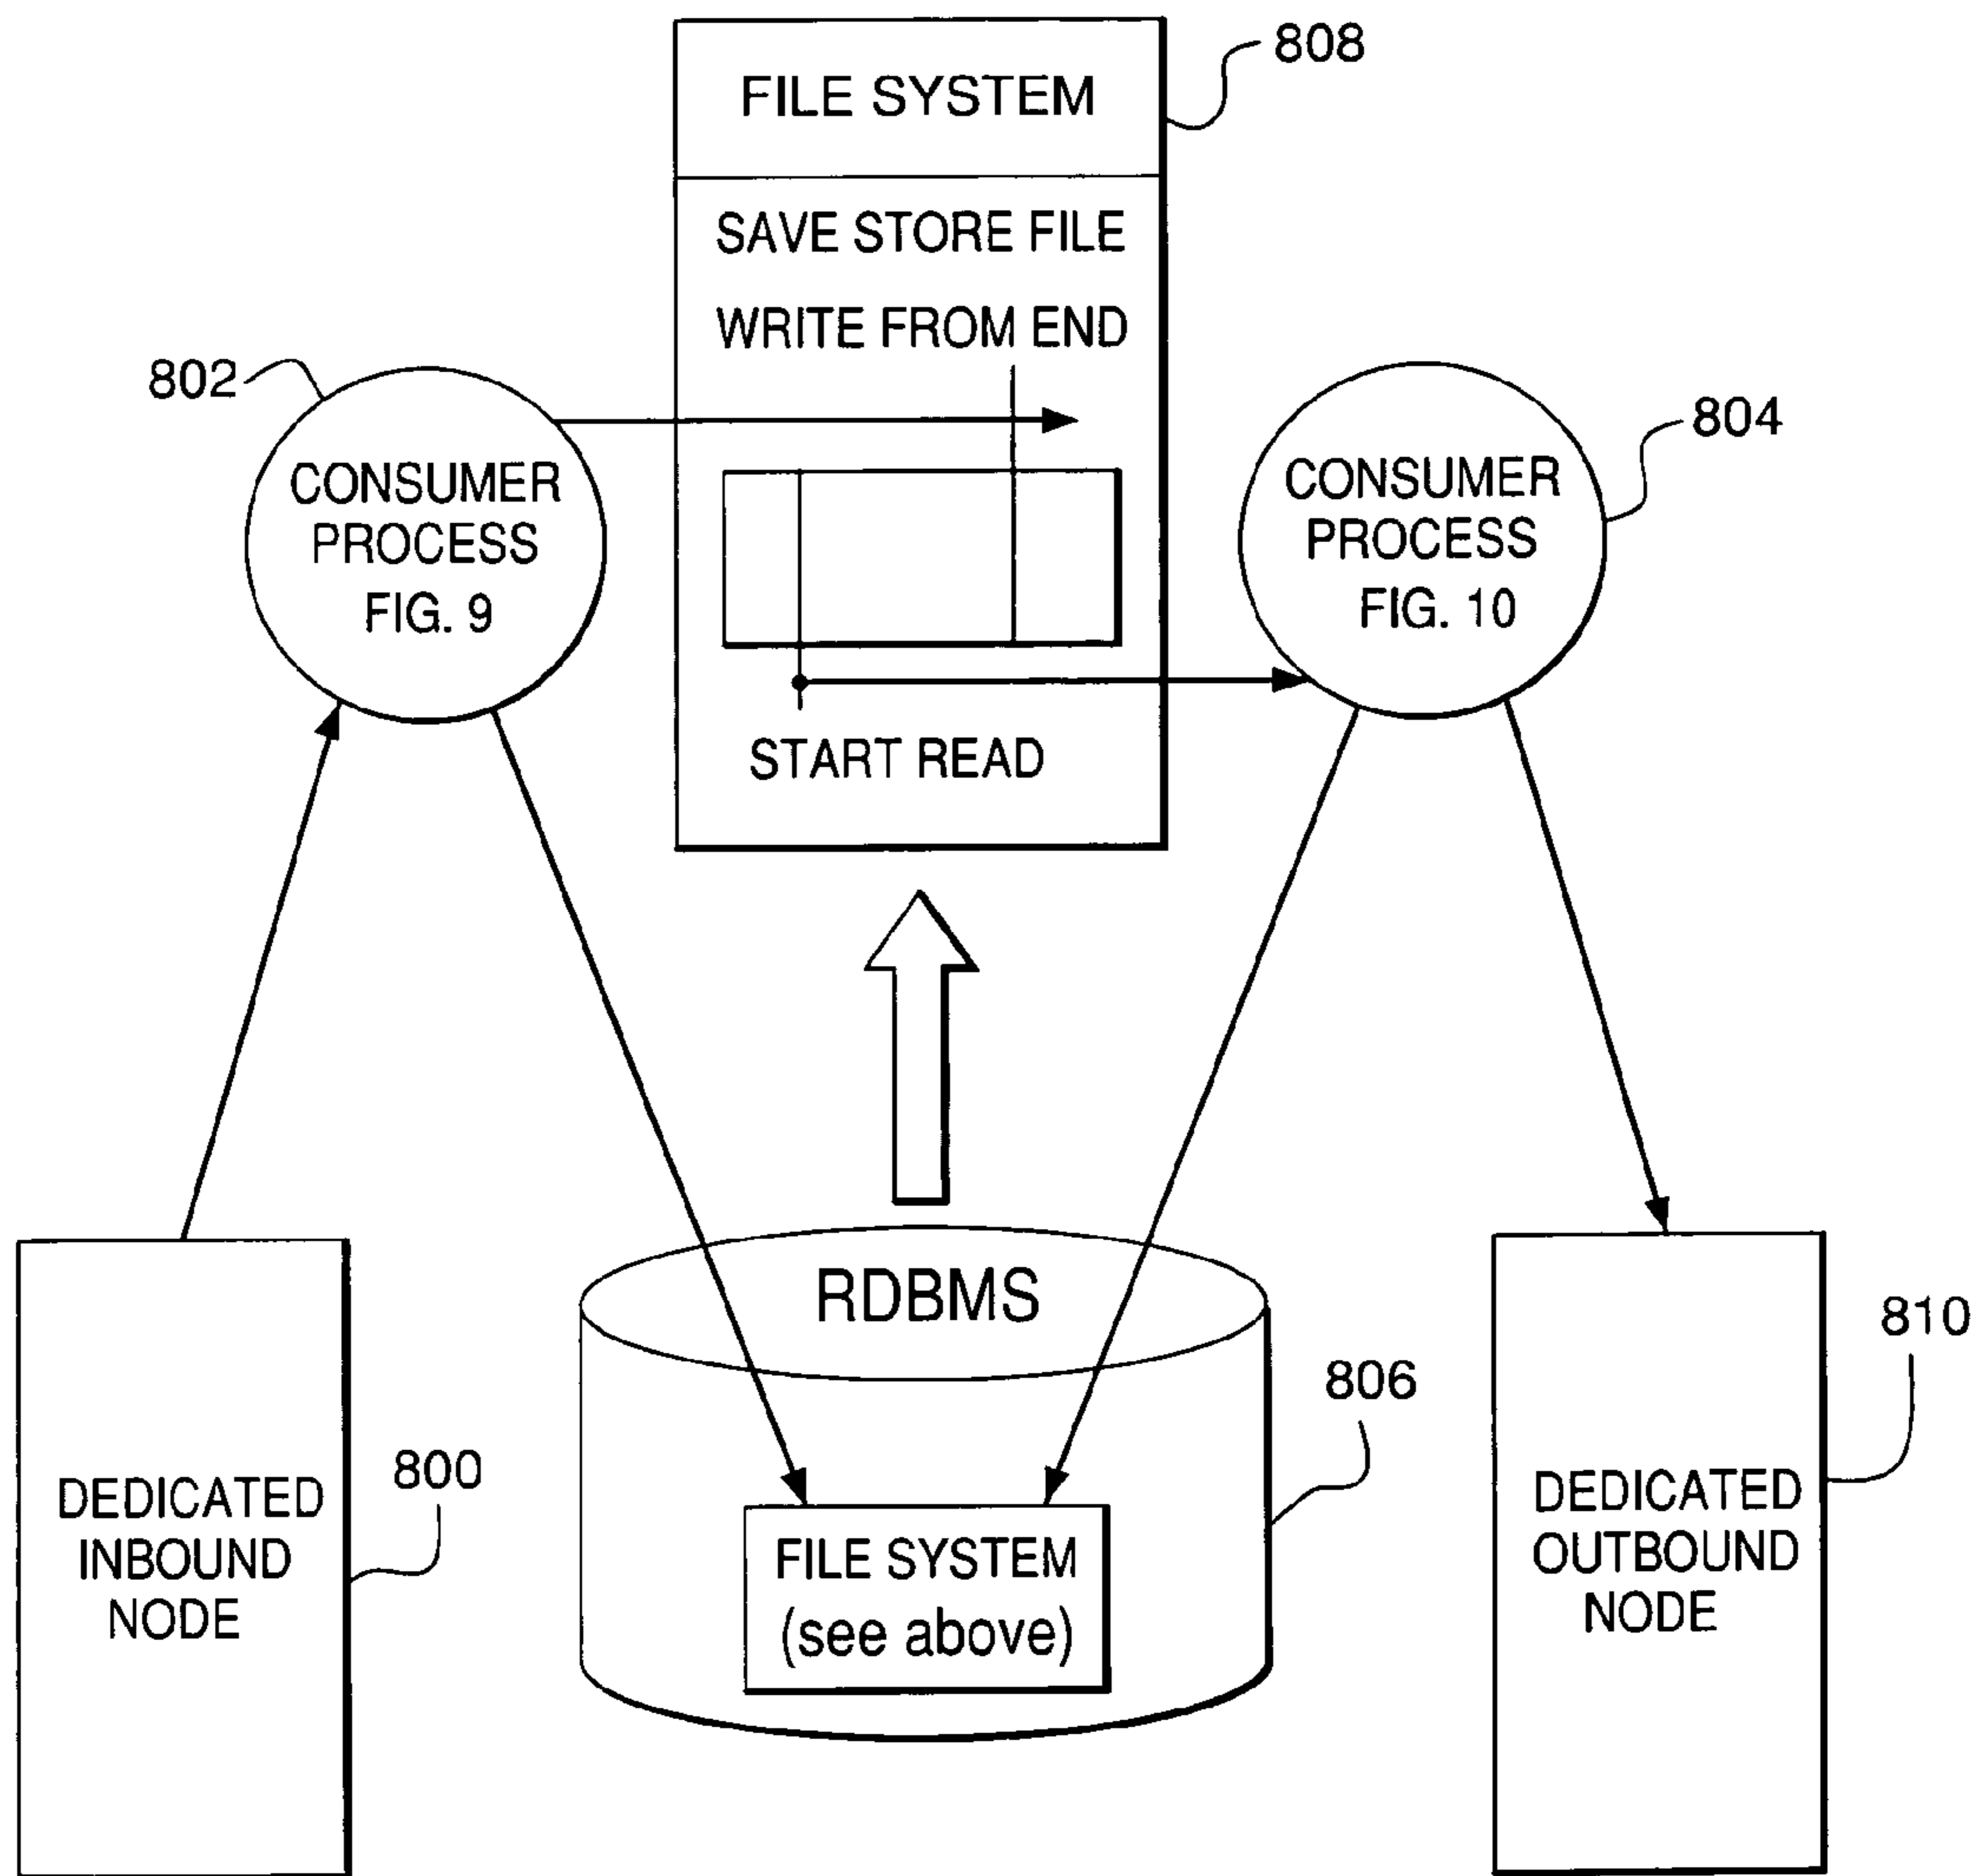 808
FILE SYSTEM
SAVE STORE FILE
WRITE FROM END
802
804
CONSUMER
PROCESS
FIG. 9
CONSUMER
PROCESS
FIG. 10
START READ
RDBMS
810
806
800
DEDICATED
INBOUND
NODE
FILE SYSTEM
(see above)
DEDICATED
OUTBOUND
NODE